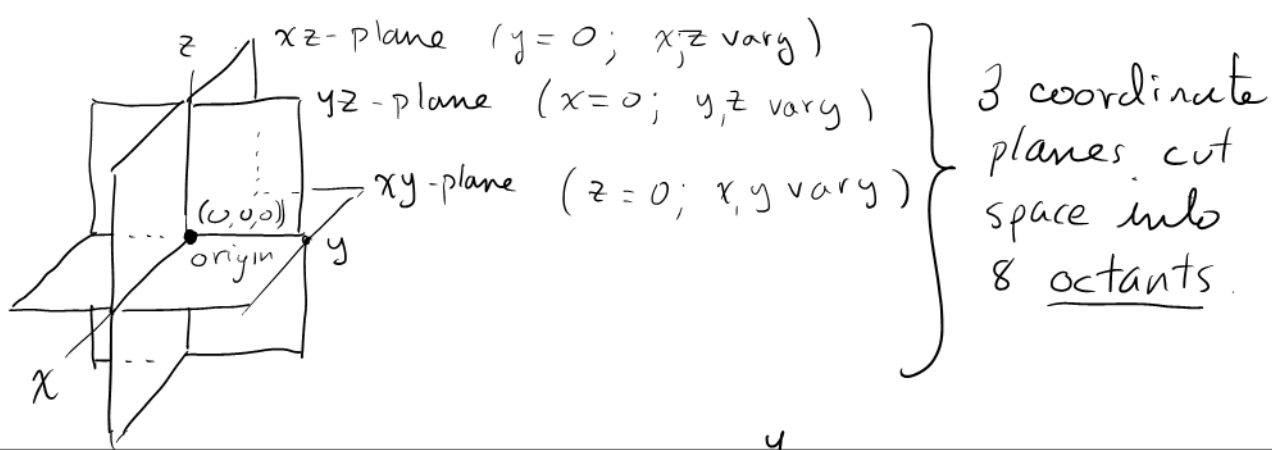 z
xz-plane (y = 0; x,z vary)
yz-plane (x=0; y,z vary)
xy-plane (z = 0; x,y vary)
(0,0,0)
origin
y
x
3 coordinate
planes cut
space into
8 octants.
y